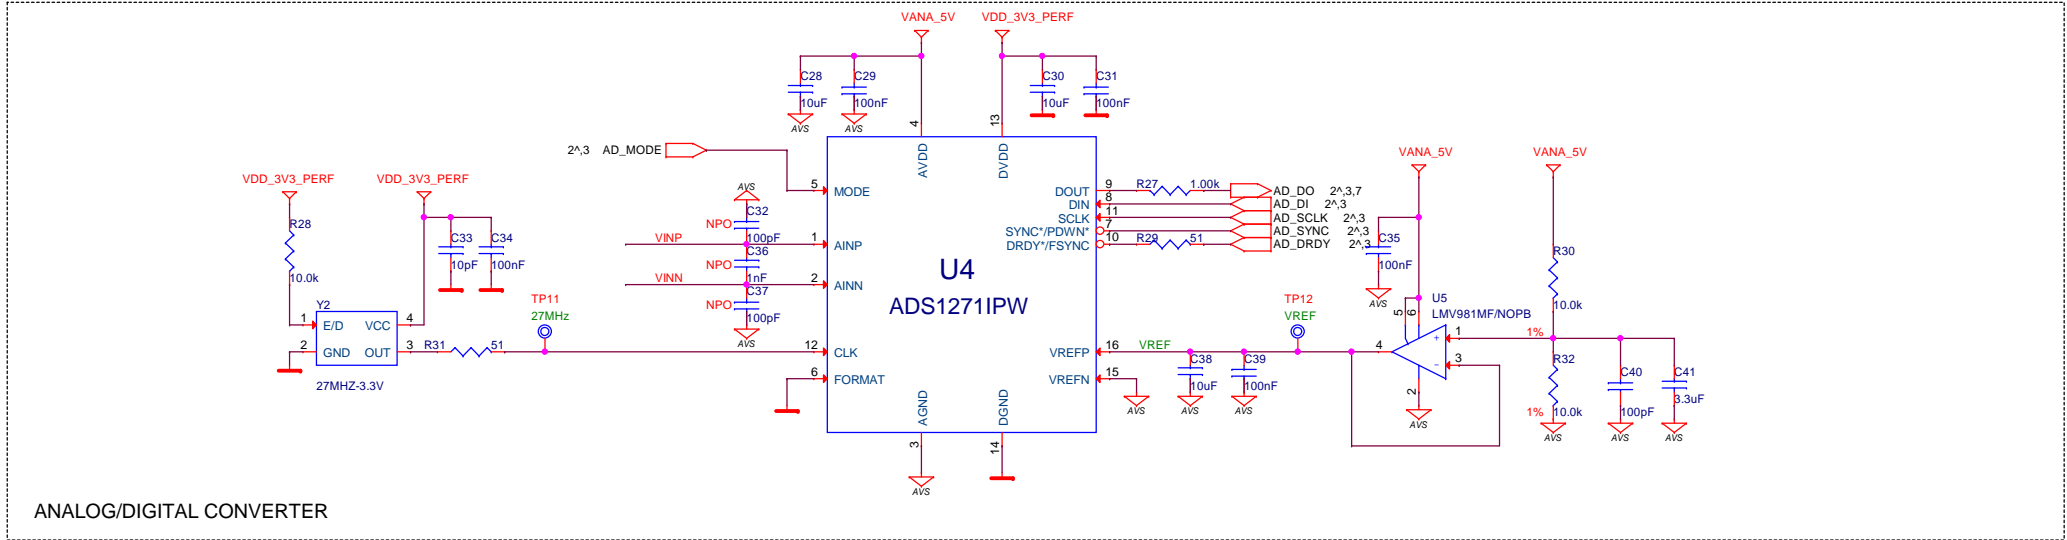 VANA_5V VDD_3V3_PERF
C28 C29 C30 C31
10uF 100nF 10uF 100nF
AVS AVS
4 13
2^,3 AD_MODE
AVDD DVDD
VANA_5V VANA_5V
VDD_3V3_PERF VDD_3V3_PERF
5 MODE
AVS
C32
NPO 100pF
VINP 1 AINP
C36
NPO 1nF
VINN 2 AINN
C37
NPO 100pF
AVS
DOUT 9 R27 1.00k AD_DO 2^,3,7
DIN 8 AD_DI 2^,3
SCLK 11 AD_SCLK 2^,3
SYNC*/PDWN* 7 AD_SYNC 2^,3
DRDY*/FSYNC 10 R29 51 AD_DRDY 2^,3
R28 C33 C34
10.0k 10pF 100nF
U4
ADS1271IPW
C35
100nF
AVS
R30
10.0k
1%
Y2
1 E/D VCC 4
2 GND OUT 3
27MHZ-3.3V
R31 51
TP11
27MHz
12 CLK
6 FORMAT
TP12
VREF
U5
LMV981MF/NOPB
5 6
+ 1
- 3
4
2
AVS
VREFP 16 VREF
VREFN 15
AVS
C38 C39
10uF 100nF
AVS AVS
R32 C40 C41
1% 10.0k 100pF 3.3uF
AVS AVS AVS
AGND DGND
3 14
AVS
ANALOG/DIGITAL CONVERTER